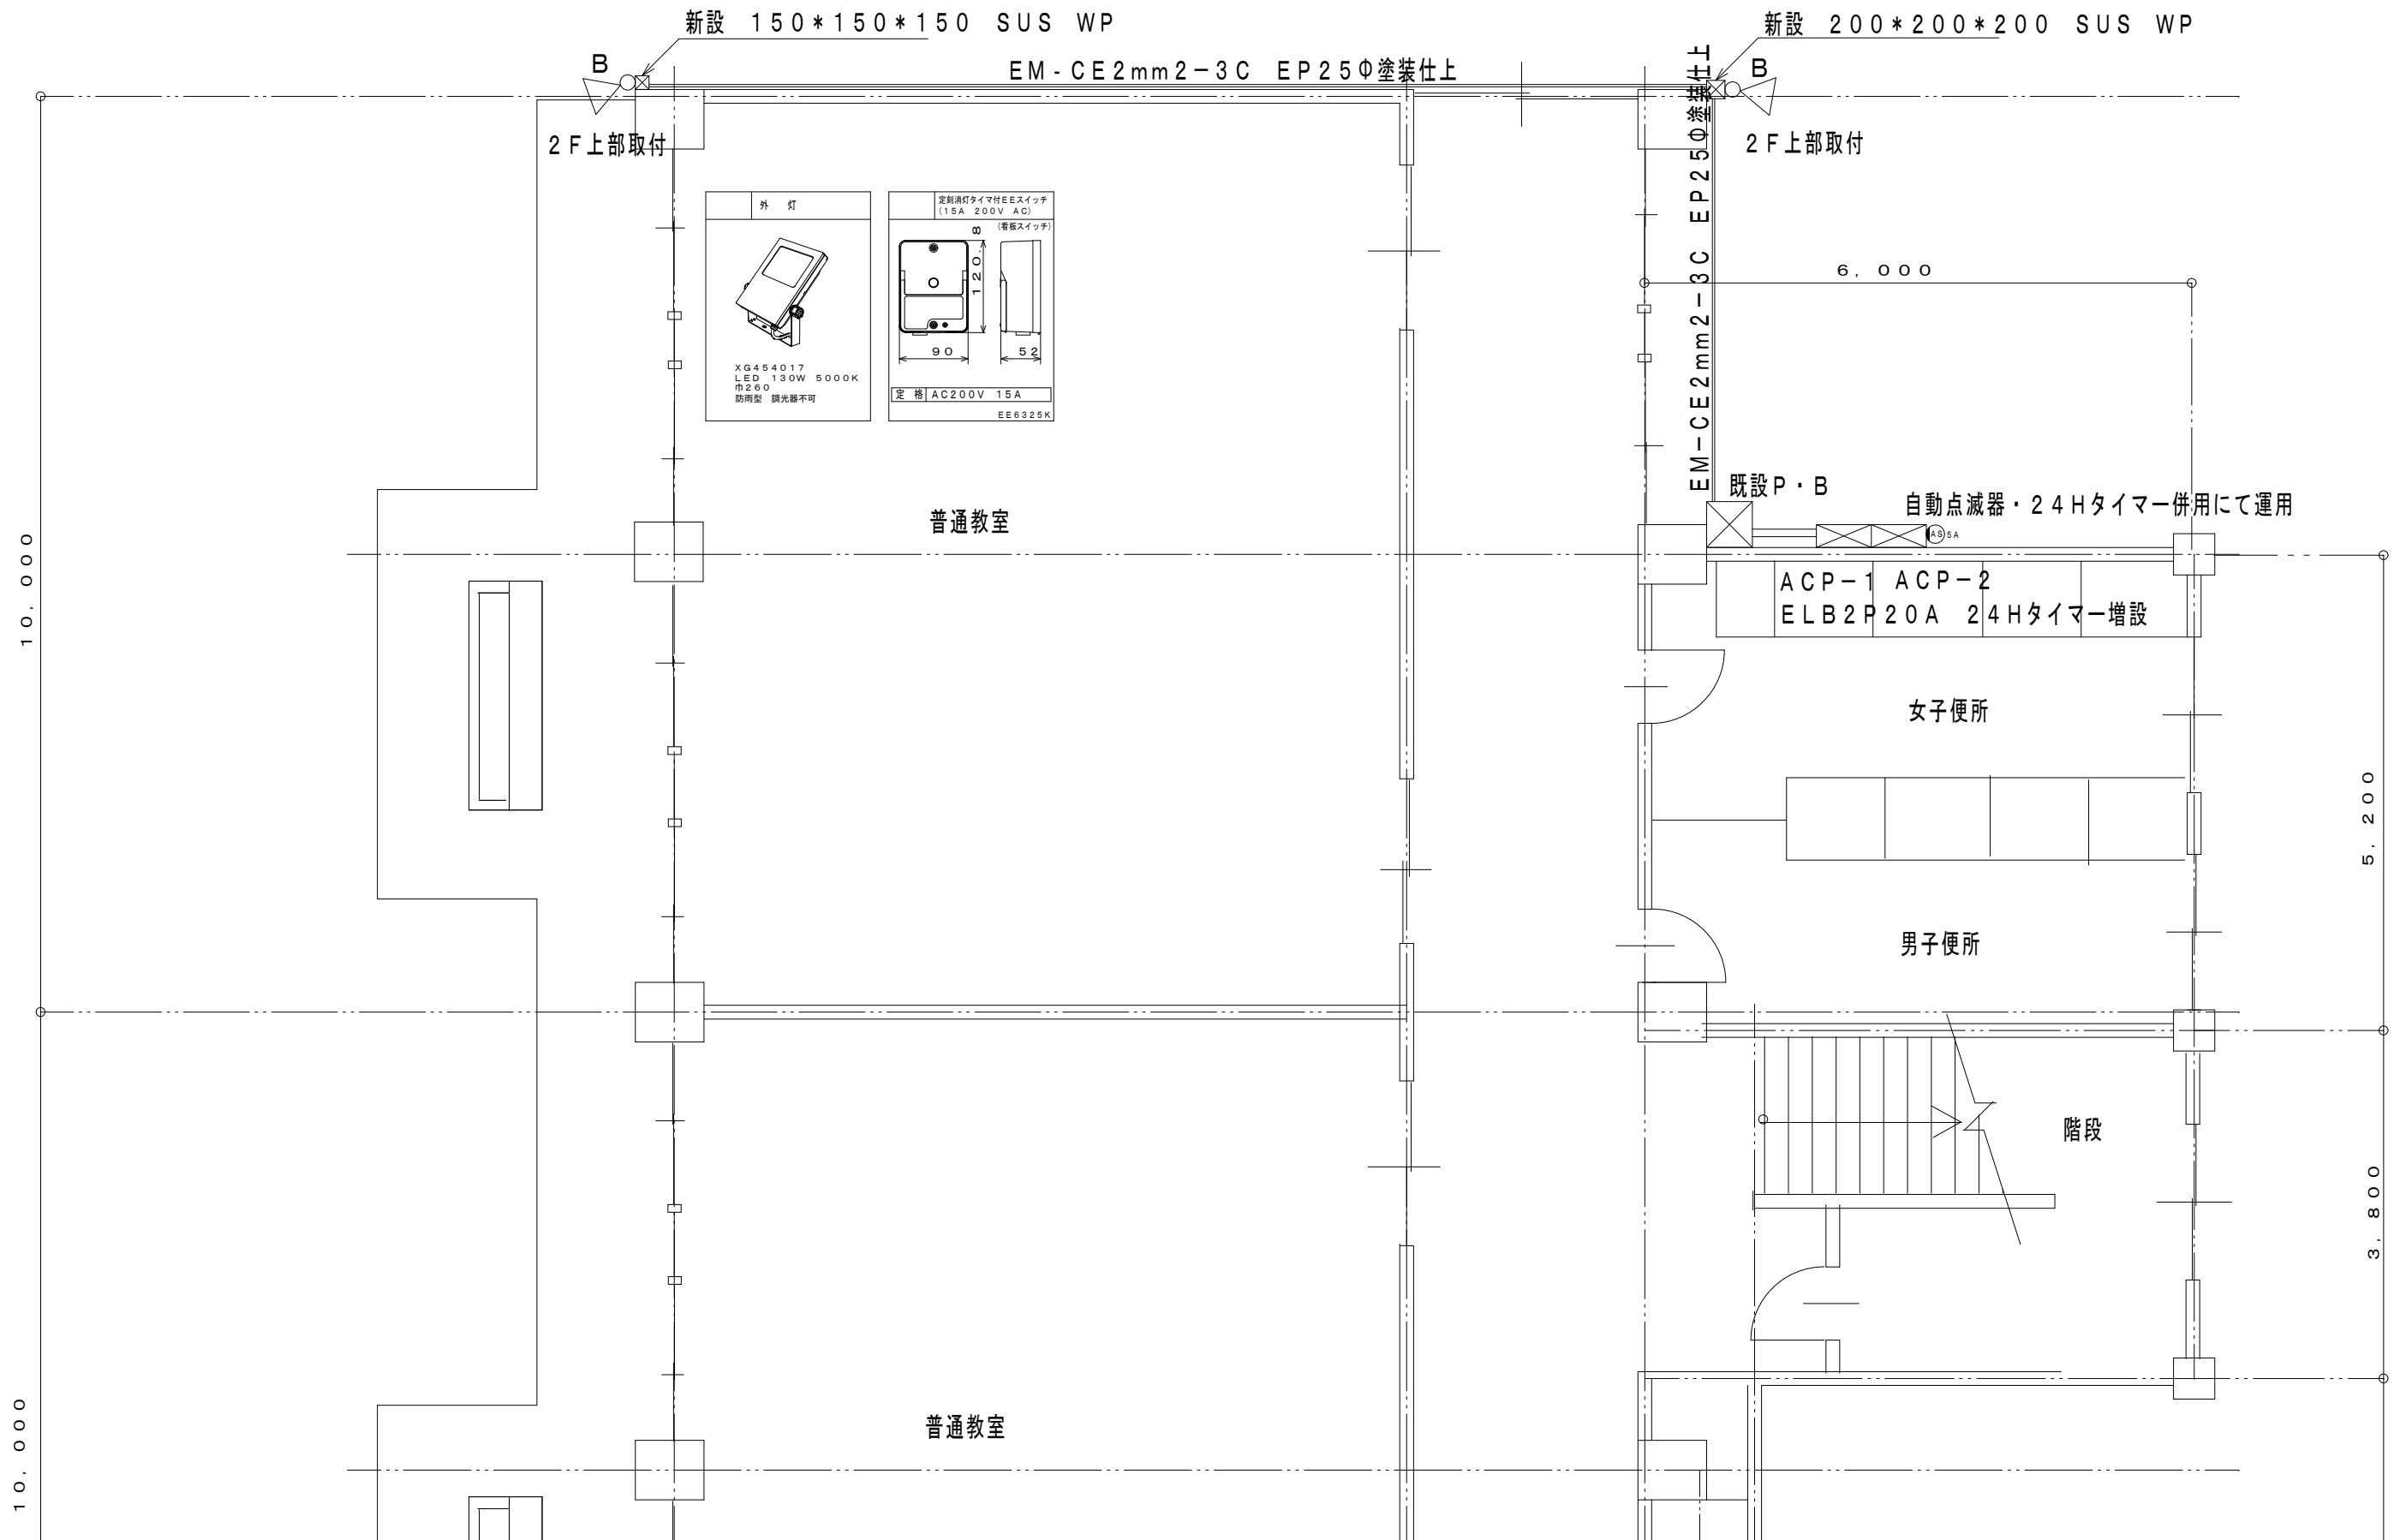 新設 150*150*150 SUS WP
新設 200*200*200 SUS WP
B
EM-CE2mm2-3C EP25Φ塗装仕上
B
2F上部取付
2F上部取付
EM-CE2mm2-3C EP25Φ塗装仕上
外 灯
XG454017
LED 130W 5000K
巾260
防雨型 調光器不可
定刻消灯タイマ付EEスイッチ
(15A 200V AC)
(看板スイッチ)
120.8
90
52
定 格 AC200V 15A
EE6325K
6,000
既設P・B
自動点滅器・24Hタイマー併用にて運用
AS 5A
普通教室
10,000
ACP-1 ACP-2
ELB2P20A 24Hタイマー増設
女子便所
5,200
男子便所
階段
3,800
普通教室
10,000